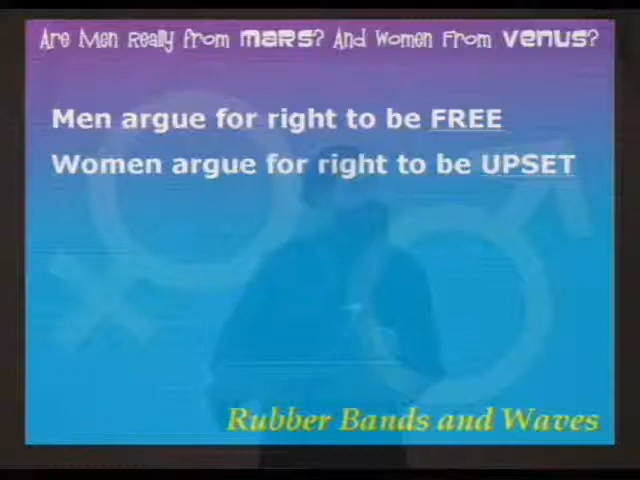 Are Men Really from MARS? And Women From VENUS?
Men argue for right to be FREE
Women argue for right to be UPSET
Rubber Bands and Waves